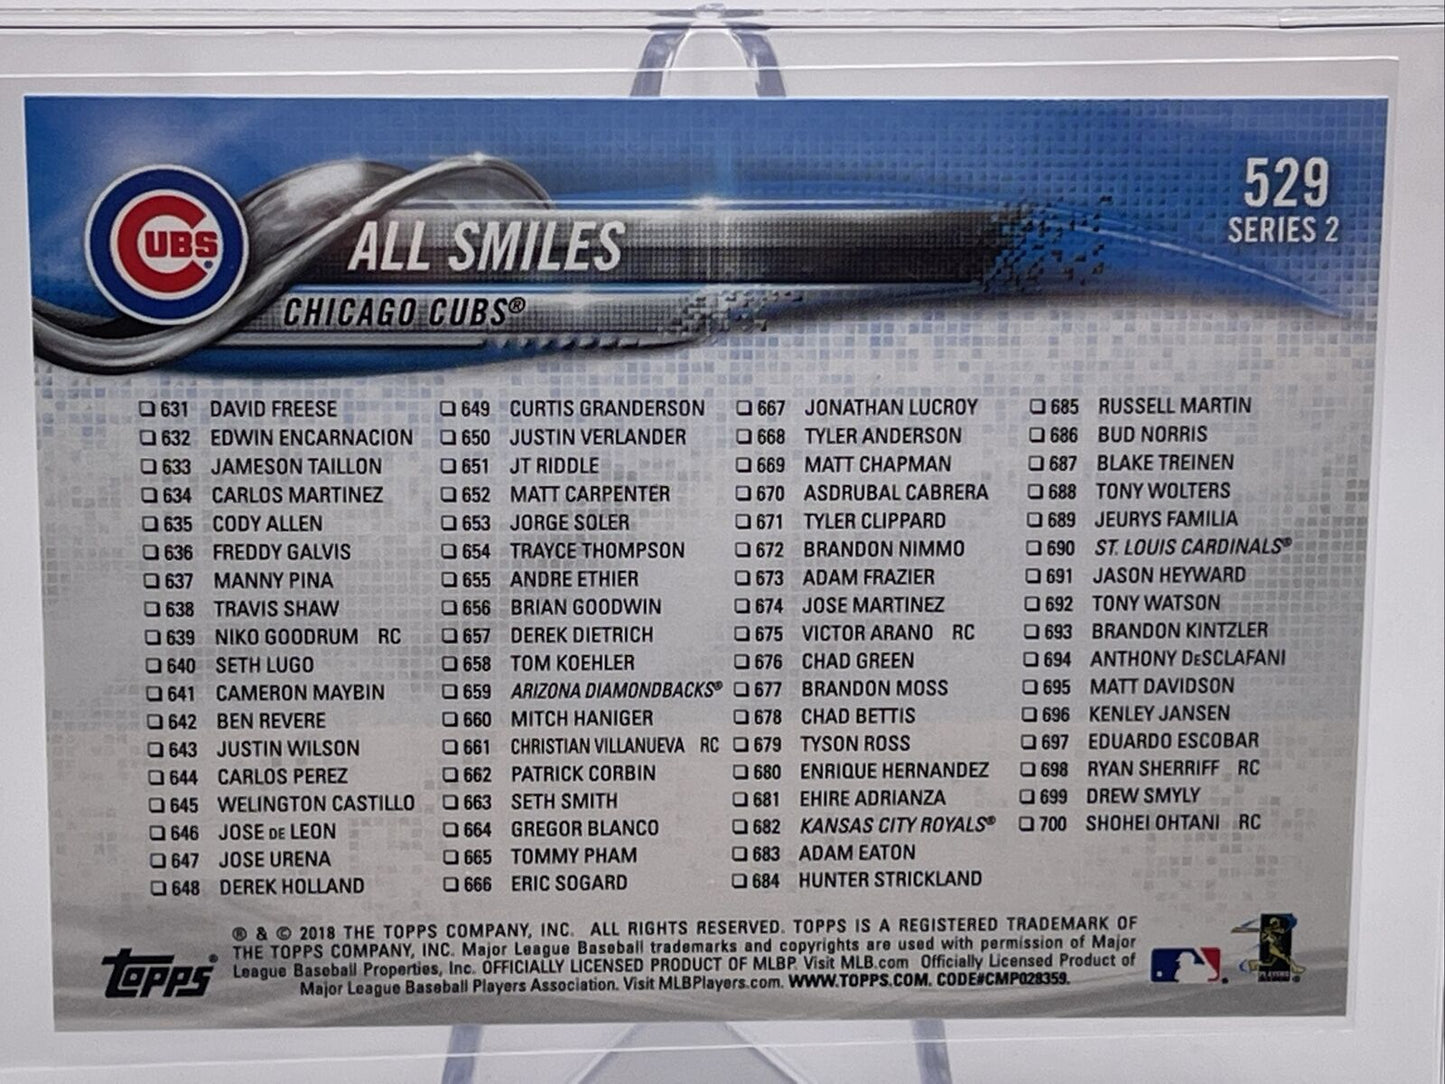 CUBS
ALL SMILES
CHICAGO CUBS®
529
SERIES 2
❏ 631 DAVID FREESE
❏ 632 EDWIN ENCARNACION
❏ 633 JAMESON TAILLON
❏ 634 CARLOS MARTINEZ
❏ 635 CODY ALLEN
❏ 636 FREDDY GALVIS
❏ 637 MANNY PINA
❏ 638 TRAVIS SHAW
❏ 639 NIKO GOODRUM RC
❏ 640 SETH LUGO
❏ 641 CAMERON MAYBIN
❏ 642 BEN REVERE
❏ 643 JUSTIN WILSON
❏ 644 CARLOS PEREZ
❏ 645 WELINGTON CASTILLO
❏ 646 JOSE DE LEON
❏ 647 JOSE URENA
❏ 648 DEREK HOLLAND
❏ 649 CURTIS GRANDERSON
❏ 650 JUSTIN VERLANDER
❏ 651 JT RIDDLE
❏ 652 MATT CARPENTER
❏ 653 JORGE SOLER
❏ 654 TRAYCE THOMPSON
❏ 655 ANDRE ETHIER
❏ 656 BRIAN GOODWIN
❏ 657 DEREK DIETRICH
❏ 658 TOM KOEHLER
❏ 659 ARIZONA DIAMONDBACKS®
❏ 660 MITCH HANIGER
❏ 661 CHRISTIAN VILLANUEVA RC
❏ 662 PATRICK CORBIN
❏ 663 SETH SMITH
❏ 664 GREGOR BLANCO
❏ 665 TOMMY PHAM
❏ 666 ERIC SOGARD
❏ 667 JONATHAN LUCROY
❏ 668 TYLER ANDERSON
❏ 669 MATT CHAPMAN
❏ 670 ASDRUBAL CABRERA
❏ 671 TYLER CLIPPARD
❏ 672 BRANDON NIMMO
❏ 673 ADAM FRAZIER
❏ 674 JOSE MARTINEZ
❏ 675 VICTOR ARANO RC
❏ 676 CHAD GREEN
❏ 677 BRANDON MOSS
❏ 678 CHAD BETTIS
❏ 679 TYSON ROSS
❏ 680 ENRIQUE HERNANDEZ
❏ 681 EHIRE ADRIANZA
❏ 682 KANSAS CITY ROYALS®
❏ 683 ADAM EATON
❏ 684 HUNTER STRICKLAND
❏ 685 RUSSELL MARTIN
❏ 686 BUD NORRIS
❏ 687 BLAKE TREINEN
❏ 688 TONY WOLTERS
❏ 689 JEURYS FAMILIA
❏ 690 ST. LOUIS CARDINALS®
❏ 691 JASON HEYWARD
❏ 692 TONY WATSON
❏ 693 BRANDON KINTZLER
❏ 694 ANTHONY DeSCLAFANI
❏ 695 MATT DAVIDSON
❏ 696 KENLEY JANSEN
❏ 697 EDUARDO ESCOBAR
❏ 698 RYAN SHERRIFF RC
❏ 699 DREW SMYLY
❏ 700 SHOHEI OHTANI RC
TOPPS®
® & © 2018 THE TOPPS COMPANY, INC. ALL RIGHTS RESERVED. TOPPS IS A REGISTERED TRADEMARK OF
THE TOPPS COMPANY, INC. Major League Baseball trademarks and copyrights are used with permission of Major
League Baseball Properties, Inc. OFFICIALLY LICENSED PRODUCT OF MLBP. Visit MLB.com Officially Licensed Product of
Major League Baseball Players Association. Visit MLBPlayers.com. WWW.TOPPS.COM. CODE#CMP028359.
PLAYERS